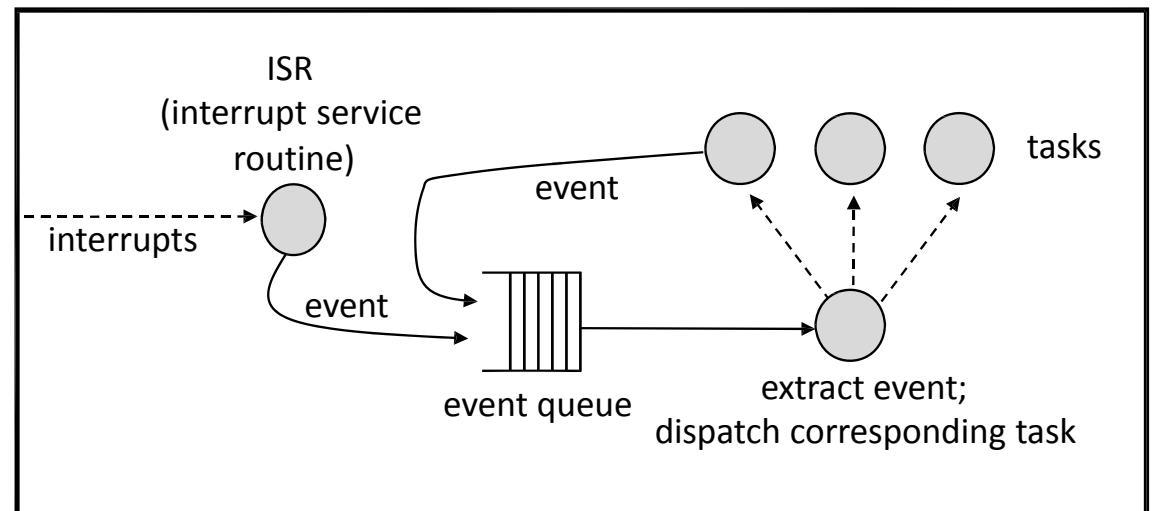 ISR
(interrupt service
routine)
tasks
event
interrupts
event
event queue
extract event;
dispatch corresponding task